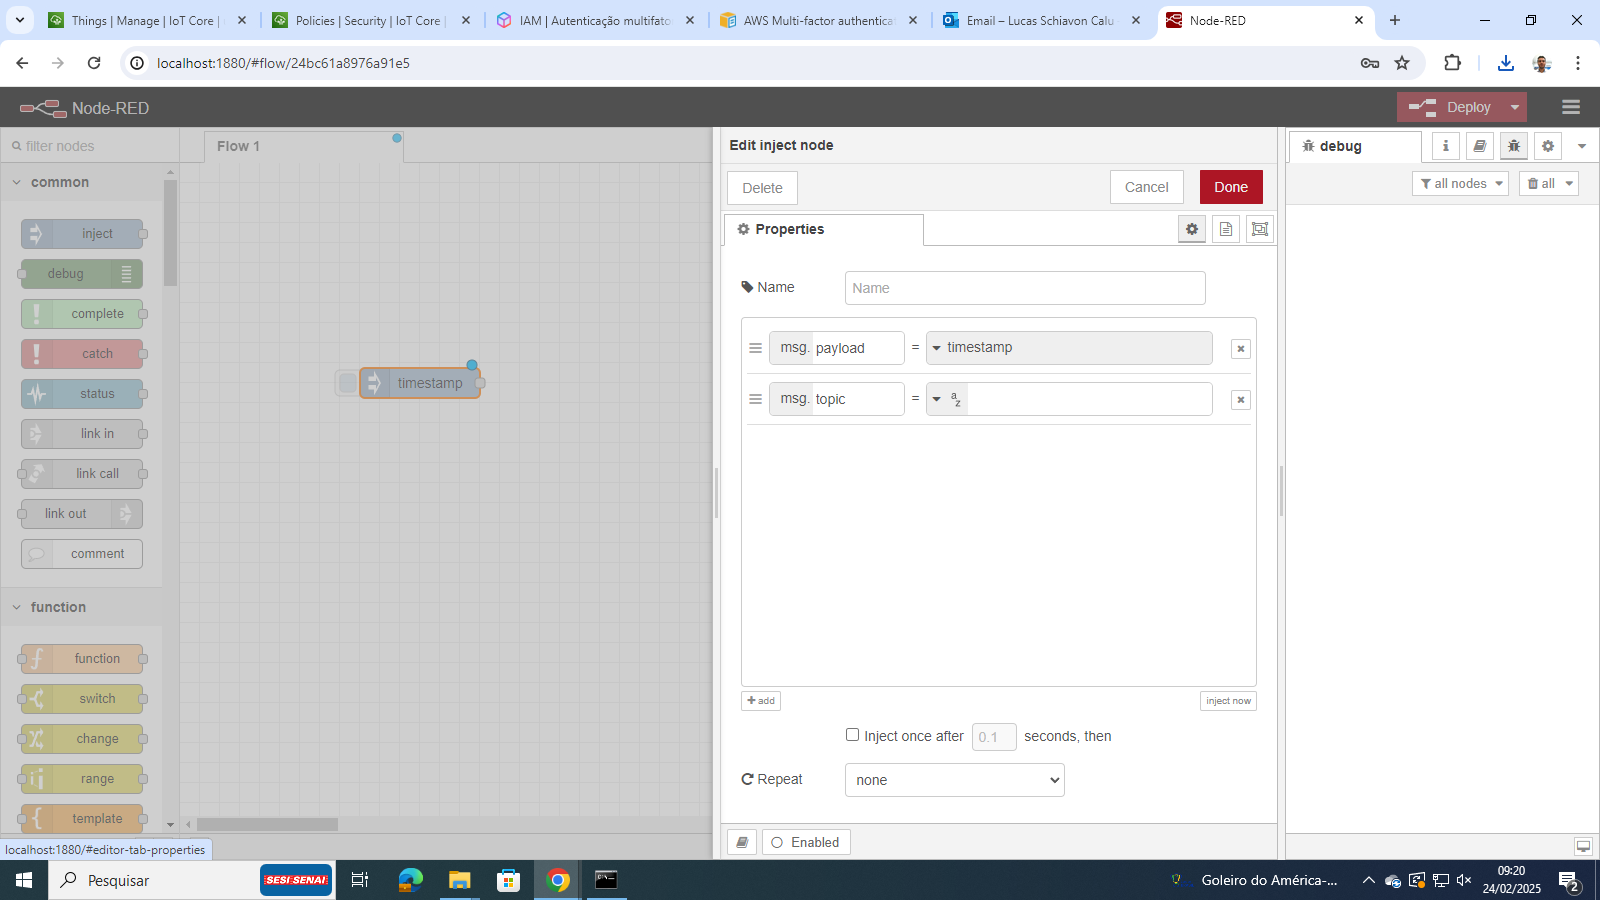 Things | Manage | IoT Core |
Policies | Security | IoT Core |
IAM | Autenticação multifato
AWS Multi-factor authentica
Email – Lucas Schiavon Calu
Node-RED
localhost:1880/#flow/24bc61a8976a91e5
Node-RED
Deploy
filter nodes
Flow 1
common
inject
debug
complete
catch
status
link in
link call
link out
comment
function
function
switch
change
range
template
timestamp
Edit inject node
Delete
Cancel
Done
Properties
Name
Name
msg. payload = timestamp
msg. topic = a z
add
inject now
Inject once after 0.1 seconds, then
Repeat none
Enabled
debug
all nodes
all
localhost:1880/#editor-tab-properties
Pesquisar
SESI SENAI
Goleiro do América-...
09:20
24/02/2025
2